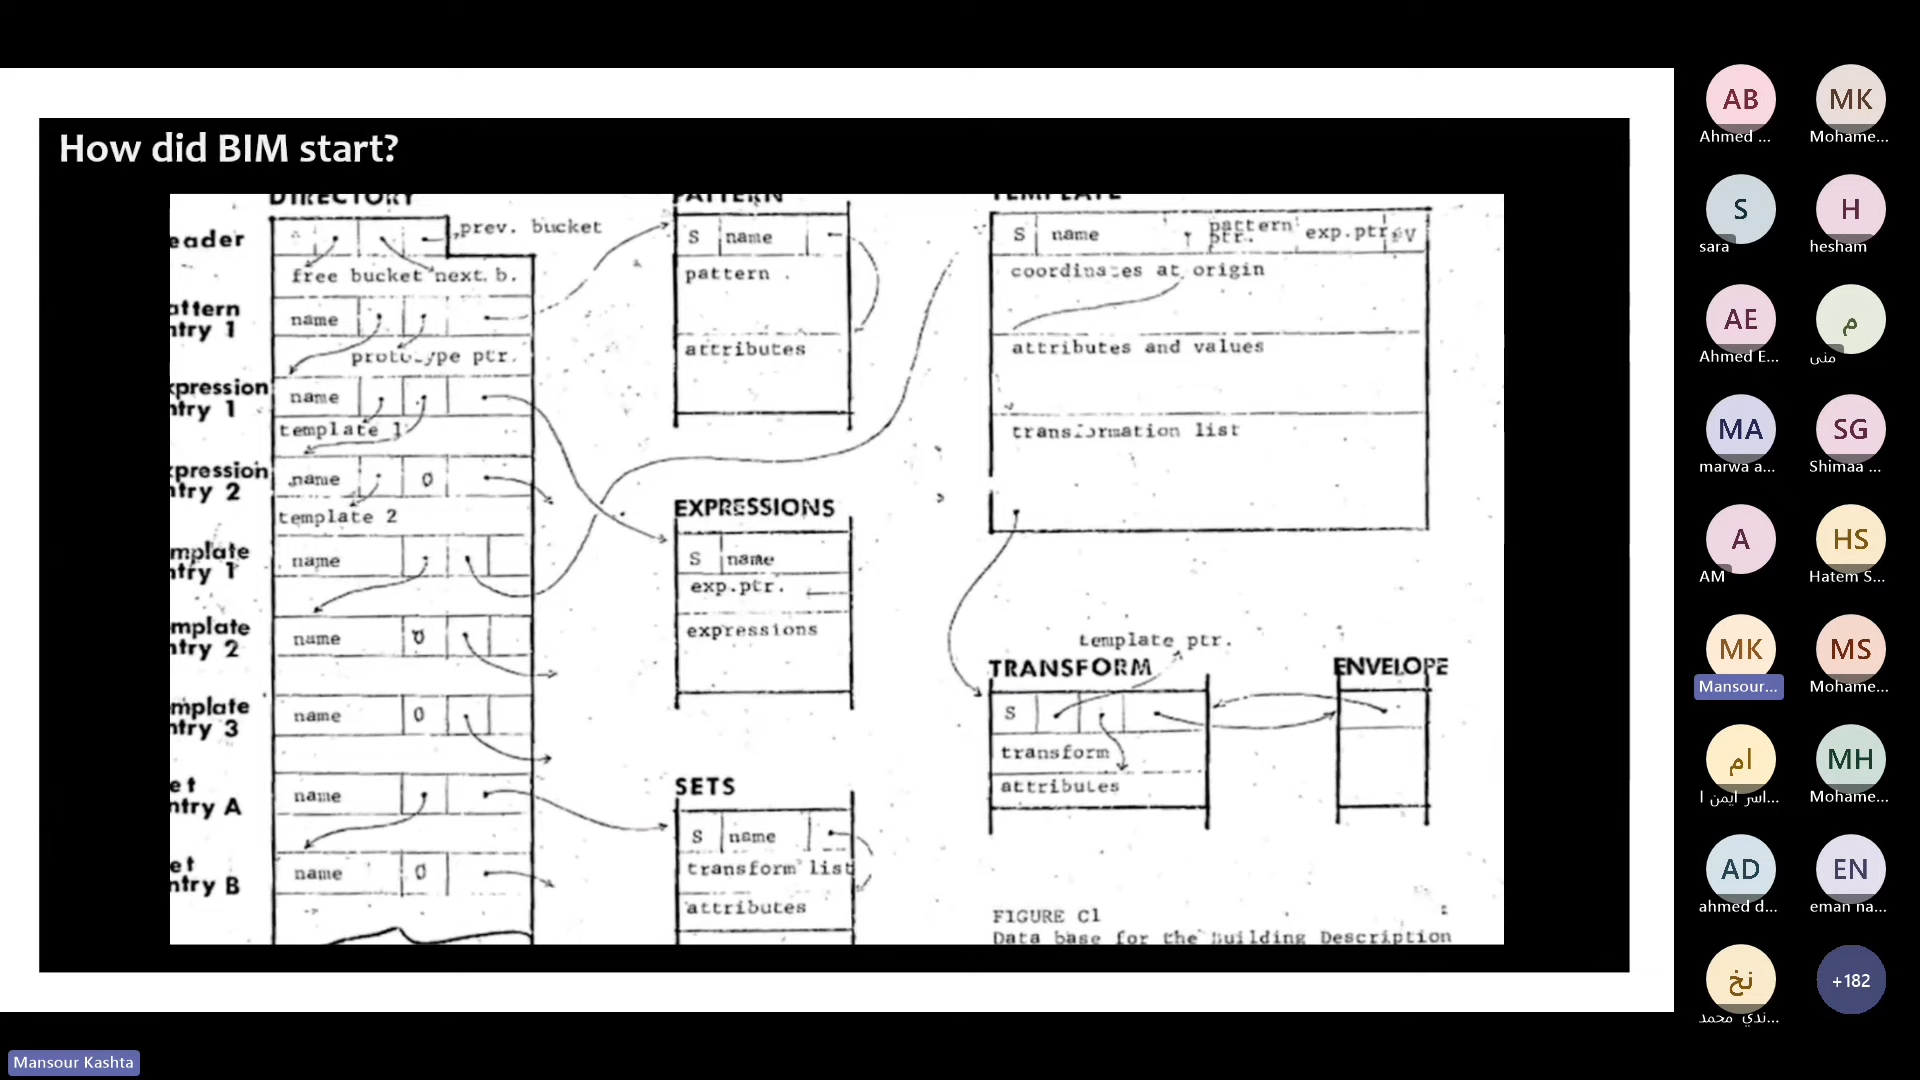 How did BIM start?
DIRECTORY
eader
prev. bucket
free bucket next b.
attern
ntry 1
name
prototype ptr.
xpression
ntry 1
name
template 1
xpression
ntry 2
name 0
template 2
mplate
ntry 1
name
mplate
ntry 2
name 0
mplate
ntry 3
name 0
et
ntry A
name
et
ntry B
name 0
PATTERN
S name
pattern
attributes
EXPRESSIONS
S name
exp.ptr.
expressions
SETS
S name
transform list
attributes
TEMPLATE
S name pattern ptr. exp.ptr.
coordinates at origin
attributes and values
transformation list
template ptr.
TRANSFORM
S
transform
attributes
ENVELOPE
FIGURE C1
Data base for the Building Description
AB
Ahmed ...
MK
Mohame...
S
sara
H
hesham
AE
Ahmed E...
م
منى
MA
marwa a...
SG
Shimaa ...
A
AM
HS
Hatem S...
MK
Mansour...
MS
Mohame...
ام
MH
Mohame...
AD
ahmed d...
EN
eman na...
نخ
+182
Mansour Kashta